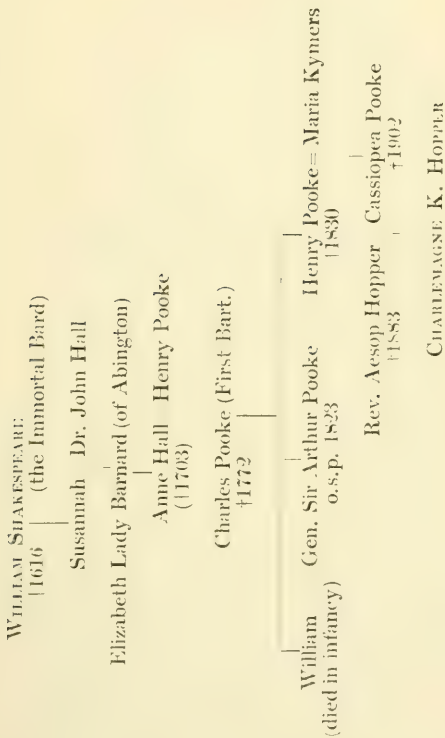 WILLIAM SHAKESPEARE (the Immortal Bard)
†1616
Susannah Dr. John Hall
Elizabeth Lady Barnard (of Abington)
Anne Hall Henry Pooke
(†1703)
Charles Pooke (First Bart.)
†1772
William Gen. Sir Arthur Pooke Henry Pooke = Maria Kymers
(died in infancy) o.s.p. 1823 †1830
Rev. Aesop Hopper Cassiopea Pooke
†1883 †1902
CHARLEMAGNE K. HOPPER